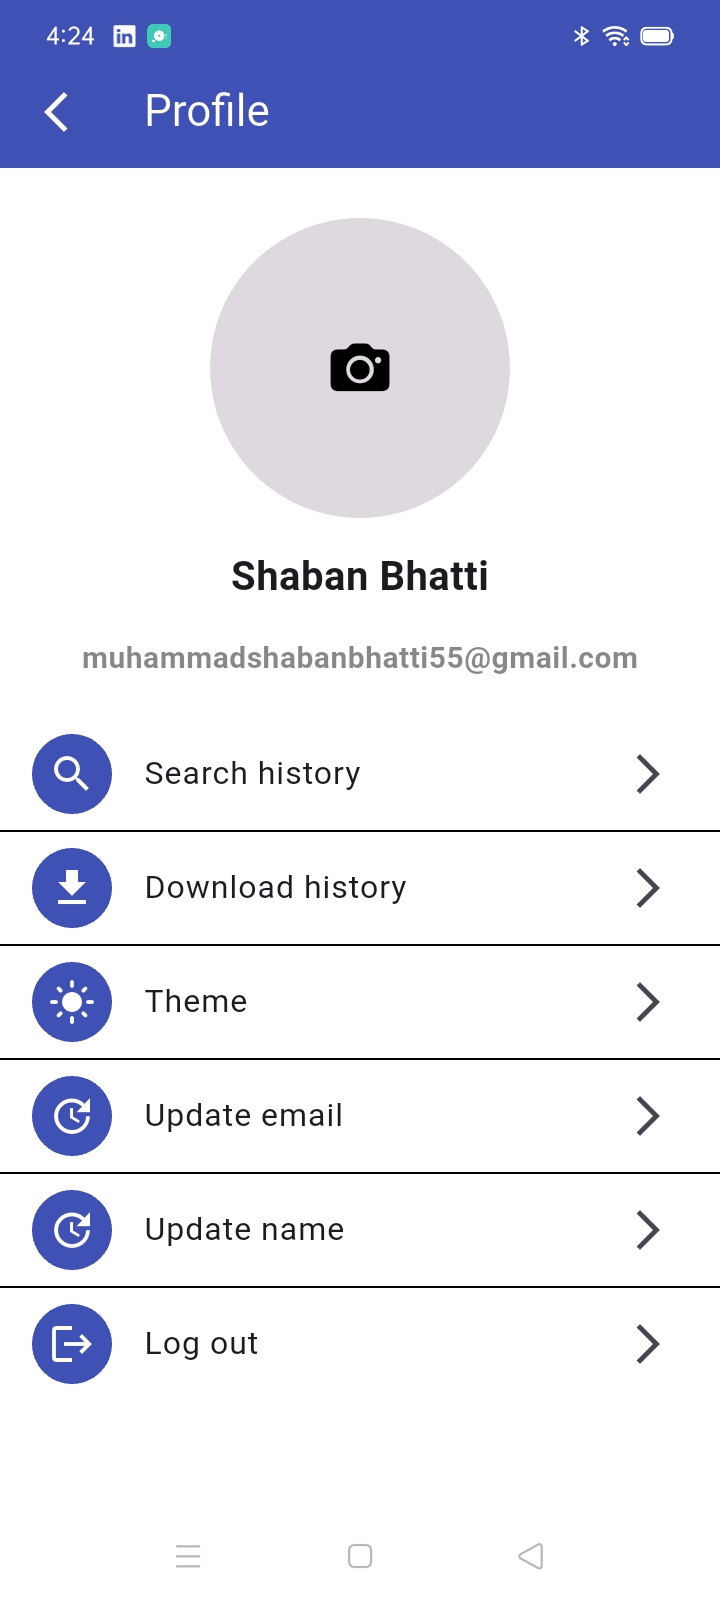 4:24
Profile
Shaban Bhatti
muhammadshabanbhatti55@gmail.com
Search history
Download history
Theme
Update email
Update name
Log out